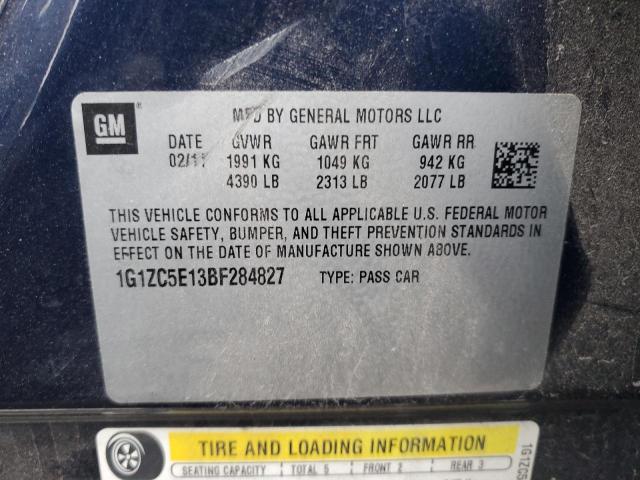 GM
MFD BY GENERAL MOTORS LLC
DATE GVWR GAWR FRT GAWR RR
02/11 1991 KG 1049 KG 942 KG
4390 LB 2313 LB 2077 LB
THIS VEHICLE CONFORMS TO ALL APPLICABLE U.S. FEDERAL MOTOR
VEHICLE SAFETY, BUMPER, AND THEFT PREVENTION STANDARDS IN
EFFECT ON THE DATE OF MANUFACTURE SHOWN ABOVE.
1G1ZC5E13BF284827 TYPE: PASS CAR
TIRE AND LOADING INFORMATION
SEATING CAPACITY TOTAL 5 FRONT 2 REAR 3